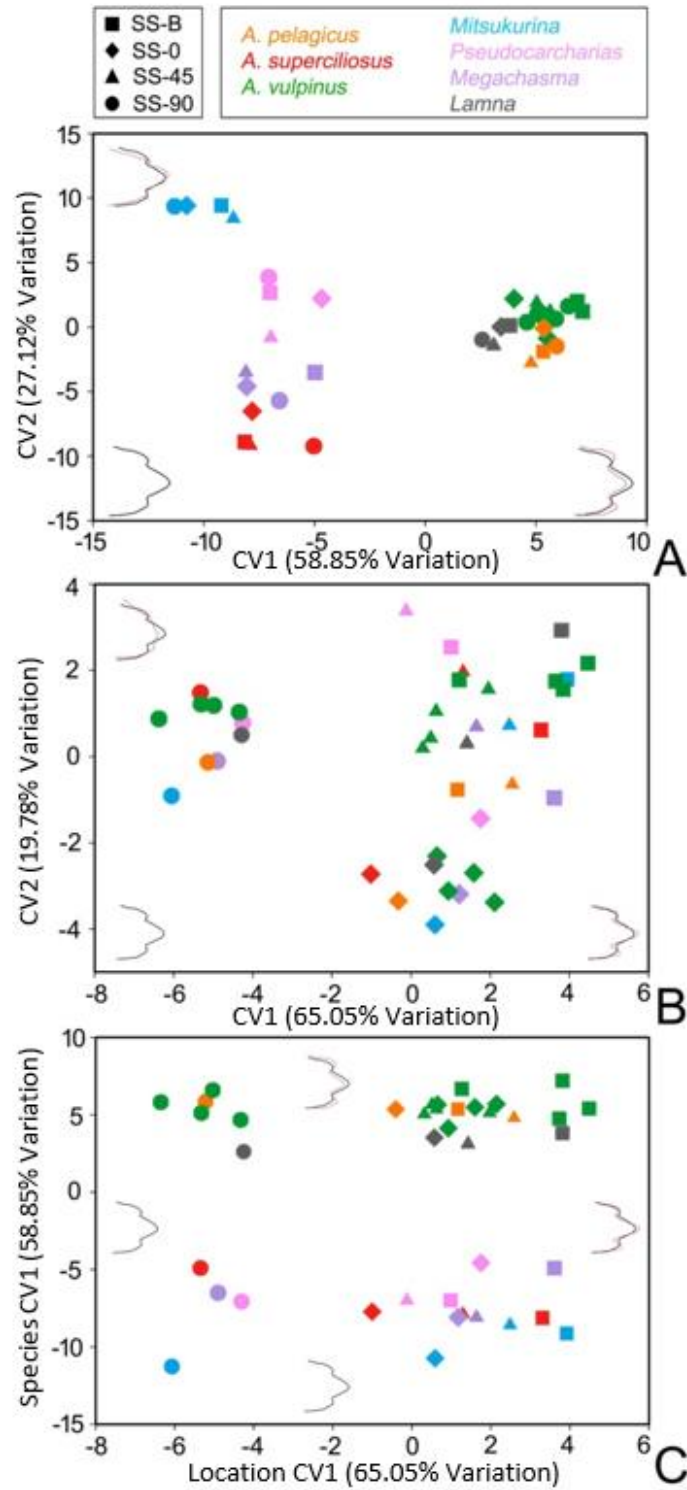 SS-B
SS-0
SS-45
SS-90
A. pelagicus
A. superciliosus
A. vulpinus
Mitsukurina
Pseudocarcharias
Megachasma
Lamna
15
10
5
0
-5
-10
-15
CV2 (27.12% Variation)
-15 -10 -5 0 5 10
CV1 (58.85% Variation)
A
4
2
0
-2
-4
CV2 (19.78% Variation)
-8 -6 -4 -2 0 2 4 6
CV1 (65.05% Variation)
B
10
5
0
-5
-10
-15
Species CV1 (58.85% Variation)
-8 -6 -4 -2 0 2 4 6
Location CV1 (65.05% Variation)
C